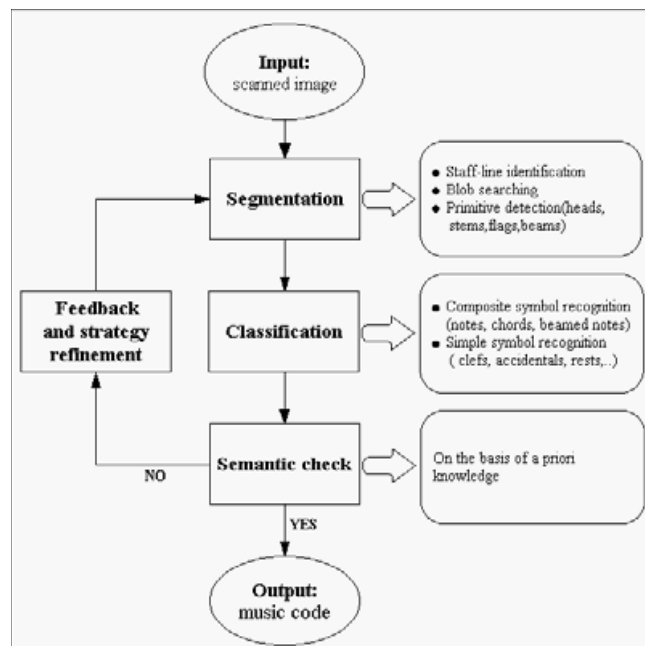 Input:
scanned image
Segmentation
● Staff-line identification
● Blob searching
● Primitive detection(heads,
stems,flags,beams)
Feedback
and strategy
refinement
Classification
● Composite symbol recognition
(notes, chords, beamed notes)
● Simple symbol recognition
( clefs, accidentals, rests,..)
Semantic check
On the basis of a priori
knowledge
NO
YES
Output:
music code